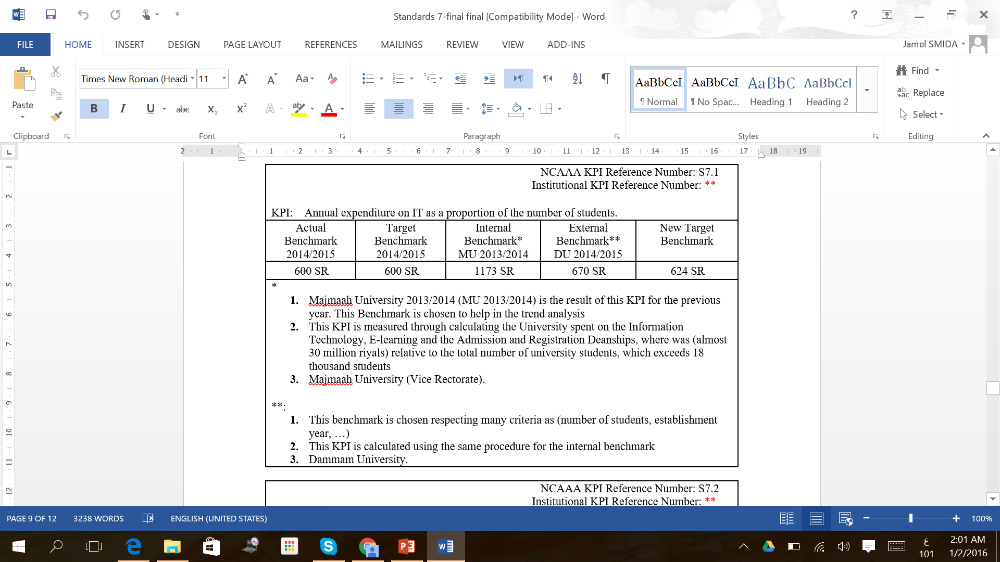 Standards 7-final final [Compatibility Mode] - Word
FILE HOME INSERT DESIGN PAGE LAYOUT REFERENCES MAILINGS REVIEW VIEW ADD-INS
Jamel SMIDA
Paste
Clipboard
Times New Roman (Headi 11
Font
Paragraph
AaBbCcI AaBbCcI AaBbC AaBbCcI
¶ Normal ¶ No Spac... Heading 1 Heading 2
Styles
Find
Replace
Select
Editing
2 1 1 2 3 4 5 6 7 8 9 10 11 12 13 14 15 16 17 18 19
1
2
3
4
5
6
7
8
9
10
11
12
NCAAA KPI Reference Number: S7.1
Institutional KPI Reference Number: **
KPI: Annual expenditure on IT as a proportion of the number of students.
Actual Benchmark 2014/2015
Target Benchmark 2014/2015
Internal Benchmark* MU 2013/2014
External Benchmark** DU 2014/2015
New Target Benchmark
600 SR 600 SR 1173 SR 670 SR 624 SR
*
1. Majmaah University 2013/2014 (MU 2013/2014) is the result of this KPI for the previous
year. This Benchmark is chosen to help in the trend analysis
2. This KPI is measured through calculating the University spent on the Information
Technology, E-learning and the Admission and Registration Deanships, where was (almost
30 million riyals) relative to the total number of university students, which exceeds 18
thousand students
3. Majmaah University (Vice Rectorate).
**:
1. This benchmark is chosen respecting many criteria as (number of students, establishment
year, …)
2. This KPI is calculated using the same procedure for the internal benchmark
3. Dammam University.
NCAAA KPI Reference Number: S7.2
Institutional KPI Reference Number: **
PAGE 9 OF 12 3238 WORDS ENGLISH (UNITED STATES) 100%
ع
101
2:01 AM
1/2/2016